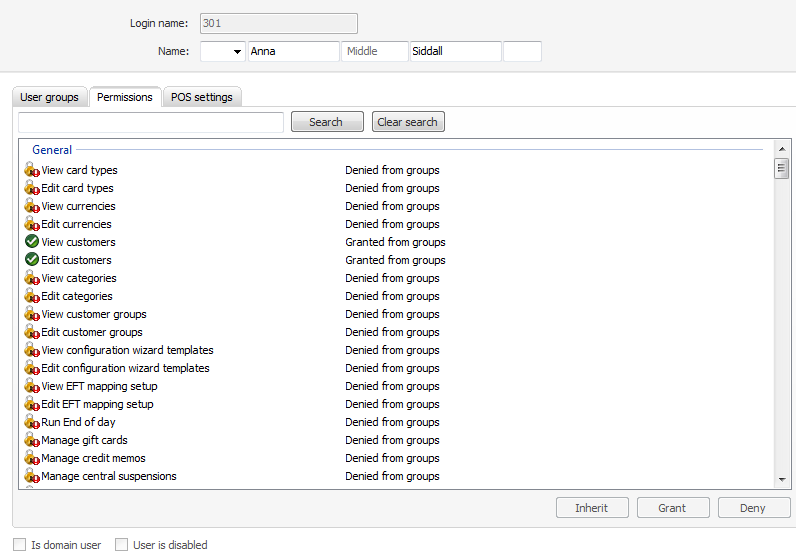 Login name: 301
Name: Anna Middle Siddall
User groups Permissions POS settings
Search Clear search
General
View card types Denied from groups
Edit card types Denied from groups
View currencies Denied from groups
Edit currencies Denied from groups
View customers Granted from groups
Edit customers Granted from groups
View categories Denied from groups
Edit categories Denied from groups
View customer groups Denied from groups
Edit customer groups Denied from groups
View configuration wizard templates Denied from groups
Edit configuration wizard templates Denied from groups
View EFT mapping setup Denied from groups
Edit EFT mapping setup Denied from groups
Run End of day Denied from groups
Manage gift cards Denied from groups
Manage credit memos Denied from groups
Manage central suspensions Denied from groups
Inherit Grant Deny
Is domain user User is disabled